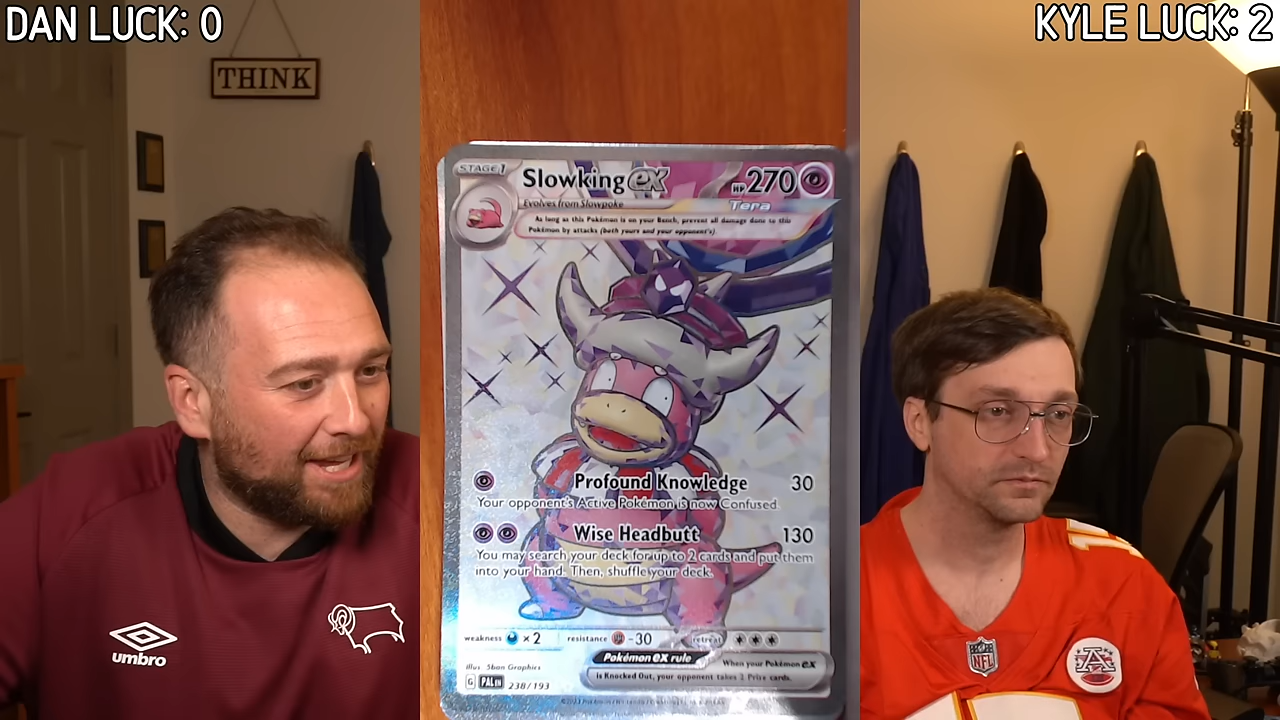 DAN LUCK: 0
KYLE LUCK: 2
THINK
STAGE 1
Slowking ex
HP 270
Evolves from Slowpoke
Tera
As long as this Pokémon is on your Bench, prevent all damage done to this
Pokémon by attacks (both yours and your opponent's).
Profound Knowledge 30
Your opponent's Active Pokémon is now Confused.
Wise Headbutt 130
You may search your deck for up to 2 cards and put them
into your hand. Then, shuffle your deck.
weakness ×2 resistance -30 retreat
Pokémon ex rule
When your Pokémon ex
is Knocked Out, your opponent takes 2 Prize cards.
Illus. 5ban Graphics
G PAL EN 238/193
umbro
NFL